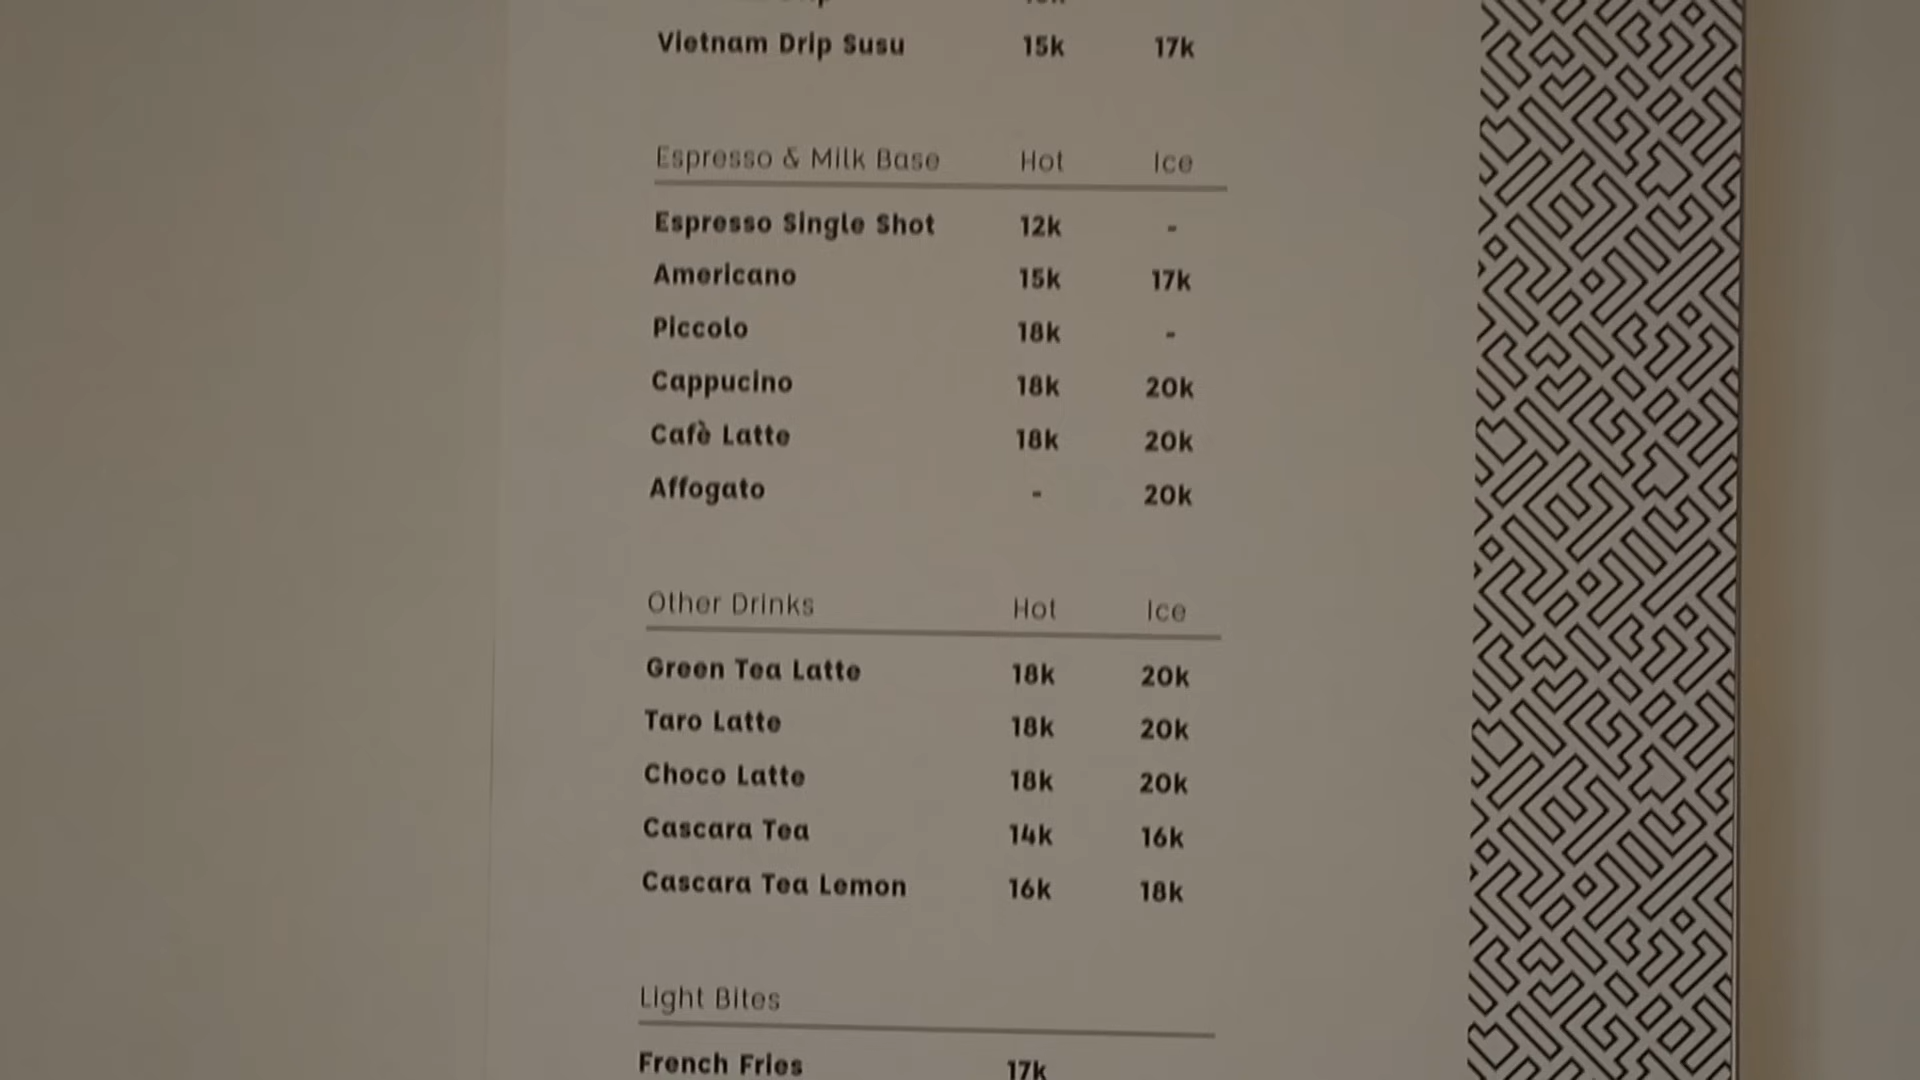 Vietnam Drip Susu 15k 17k
Espresso & Milk Base Hot Ice
Espresso Single Shot 12k -
Americano 15k 17k
Piccolo 18k -
Cappucino 18k 20k
Cafè Latte 18k 20k
Affogato - 20k
Other Drinks Hot Ice
Green Tea Latte 18k 20k
Taro Latte 18k 20k
Choco Latte 18k 20k
Cascara Tea 14k 16k
Cascara Tea Lemon 16k 18k
Light Bites
French Fries 17k